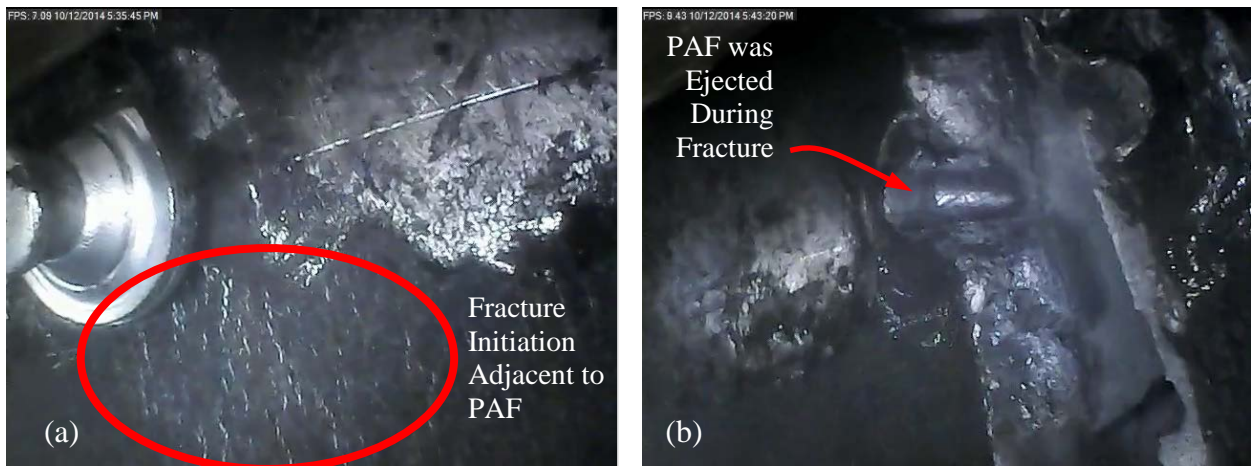 FPS: 7.09 10/12/2014 5:35:45 PM
Fracture
Initiation
Adjacent to
PAF
(a)
FPS: 9.43 10/12/2014 5:43:20 PM
PAF was
Ejected
During
Fracture
(b)